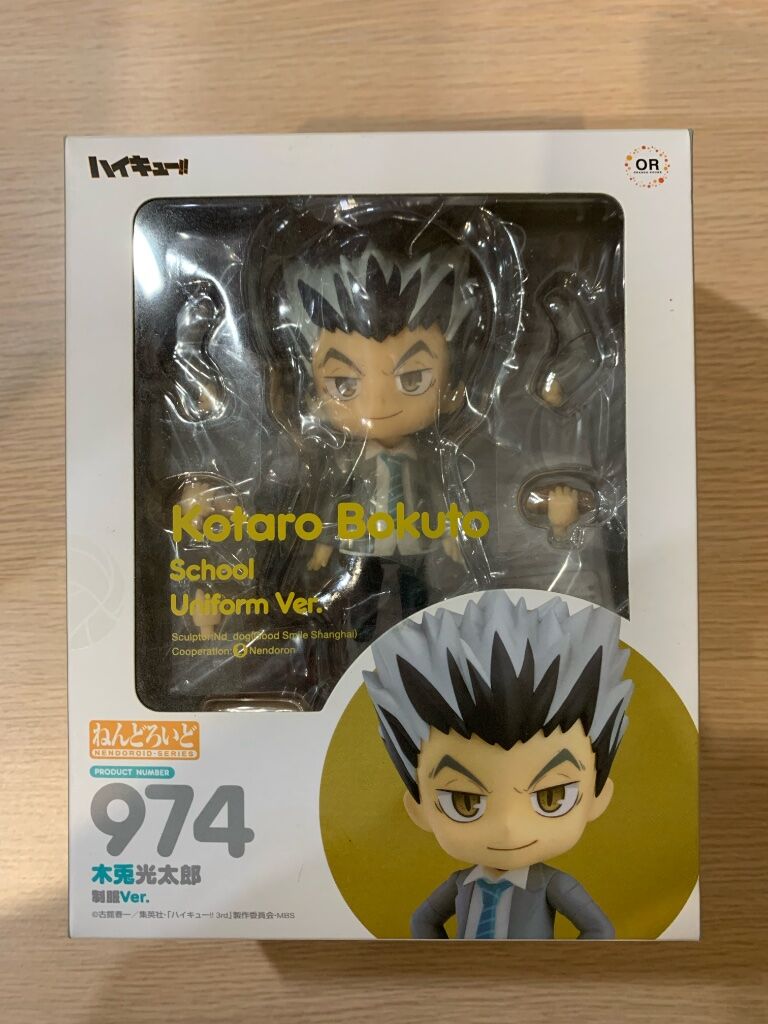 ハイキュー!!
OR
ORANGE ROUGE
Kotaro Bokuto
School
Uniform Ver.
Sculptor:Nd_dog(Good Smile Shanghai)
Cooperation: Nendoron
ねんどろいど
NENDOROID·SERIES
PRODUCT NUMBER
974
木兎光太郎
制服Ver.
©古舘春一／集英社・「ハイキュー!! 3rd」製作委員会・MBS